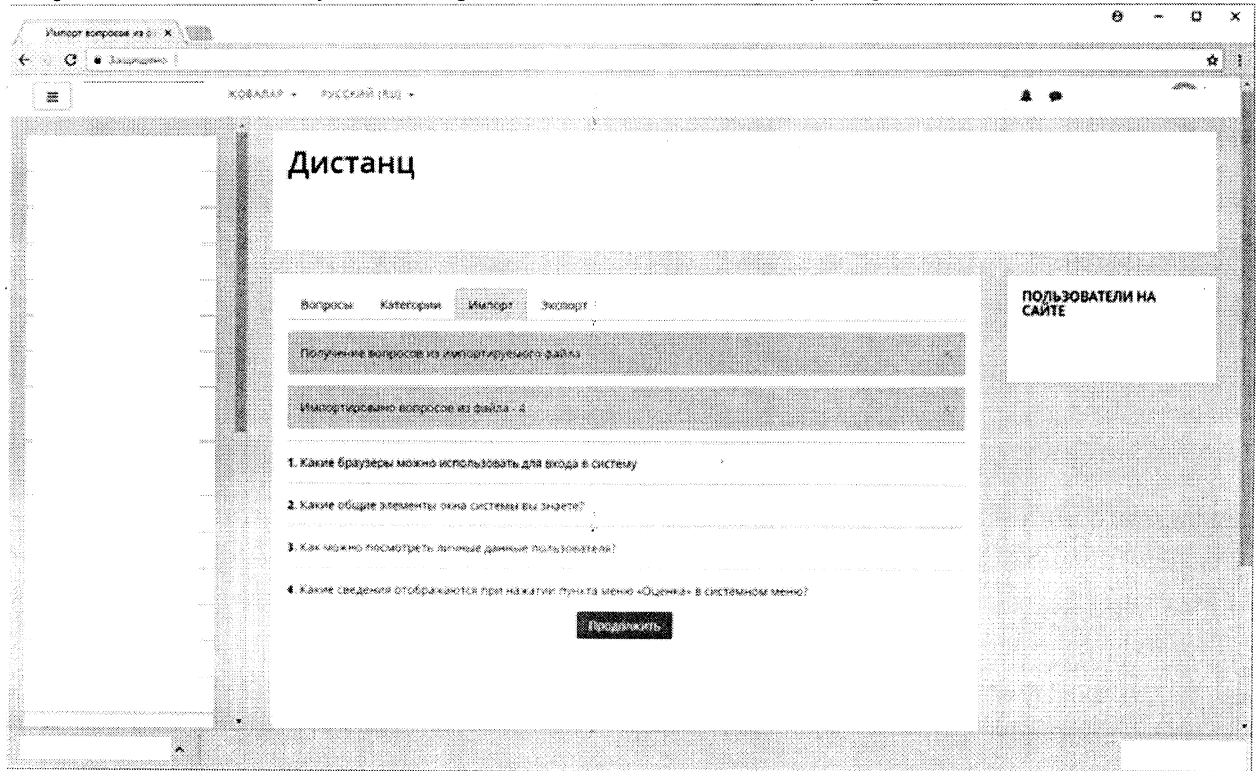 Импорт вопросов из
Защищено
ҚОВАЛАР РУССКИЙ (RU)
Дистанц
Вопросы Категории Импорт Экспорт
ПОЛЬЗОВАТЕЛИ НА
САЙТЕ
Получение вопросов из импортируемого файла
Импортировано вопросов из файла - 4
1. Какие браузеры можно использовать для входа в систему
2. Какие общие элементы окна системы вы знаете?
3. Как можно посмотреть личные данные пользователя?
4. Какие сведения отображаются при нажатии пункта меню «Оценки» в системном меню?
Продолжить